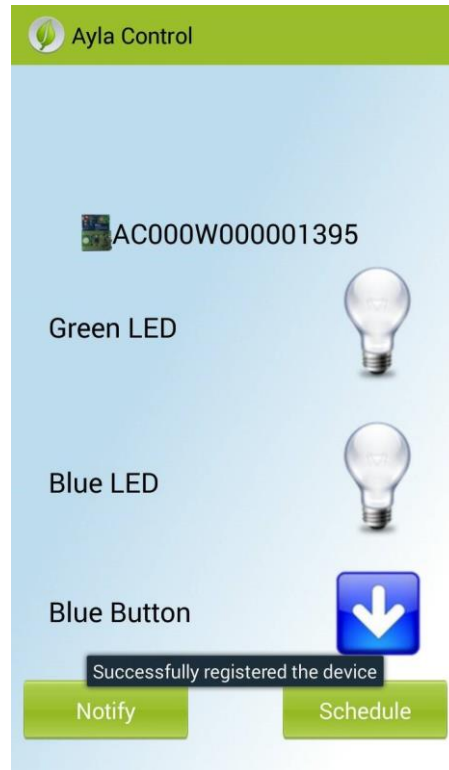 Ayla Control
AC000W000001395
Green LED
Blue LED
Blue Button
Successfully registered the device
Notify
Schedule